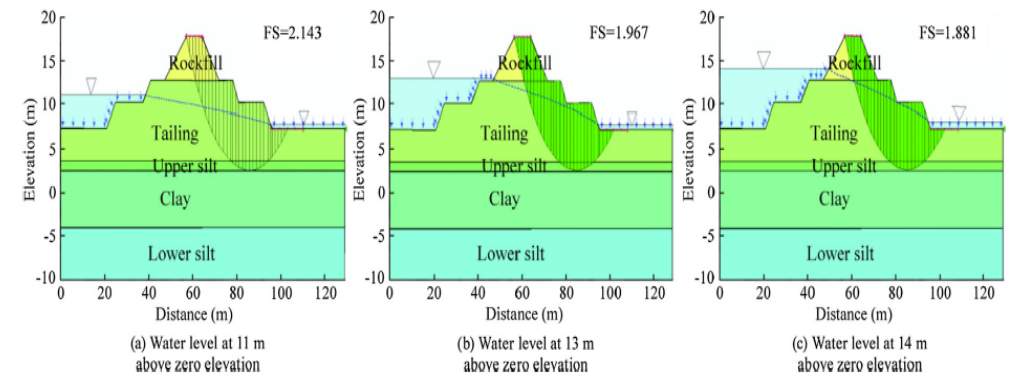 20
15
10
5
0
-5
-10
Elevation (m)
FS=2.143
Rockfill
Tailing
Upper silt
Clay
Lower silt
0 20 40 60 80 100 120
Distance (m)
(a) Water level at 11 m
above zero elevation
20
15
10
5
0
-5
-10
Elevation (m)
FS=1.967
Rockfill
Tailing
Upper silt
Clay
Lower silt
0 20 40 60 80 100 120
Distance (m)
(b) Water level at 13 m
above zero elevation
20
15
10
5
0
-5
-10
Elevation (m)
FS=1.881
Rockfill
Tailing
Upper silt
Clay
Lower silt
0 20 40 60 80 100 120
Distance (m)
(c) Water level at 14 m
above zero elevation